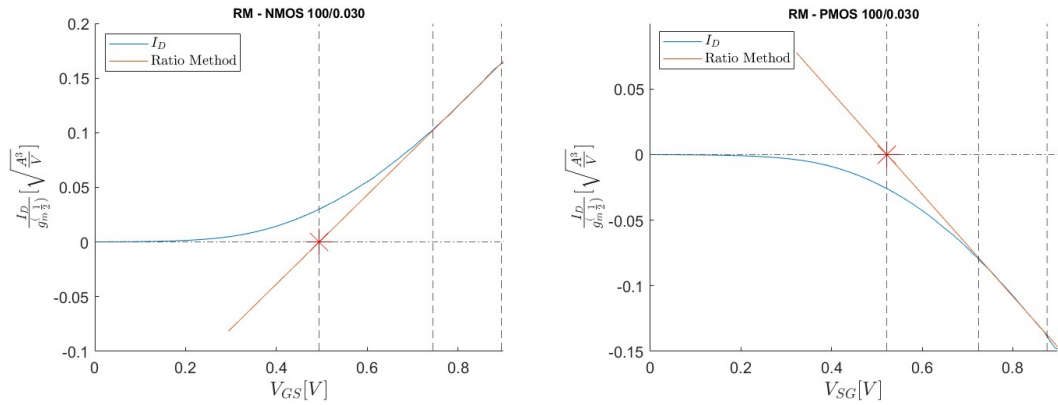 RM - NMOS 100/0.030
I_D
Ratio Method
0.2
0.15
0.1
0.05
0
-0.05
-0.1
I_D / g_m^(1/2) [√(A^3/V)]
0 0.2 0.4 0.6 0.8
V_GS[V]
RM - PMOS 100/0.030
I_D
Ratio Method
0.05
0
-0.05
-0.1
-0.15
I_D / g_m^(1/2) [√(A^3/V)]
0 0.2 0.4 0.6 0.8
V_SG[V]